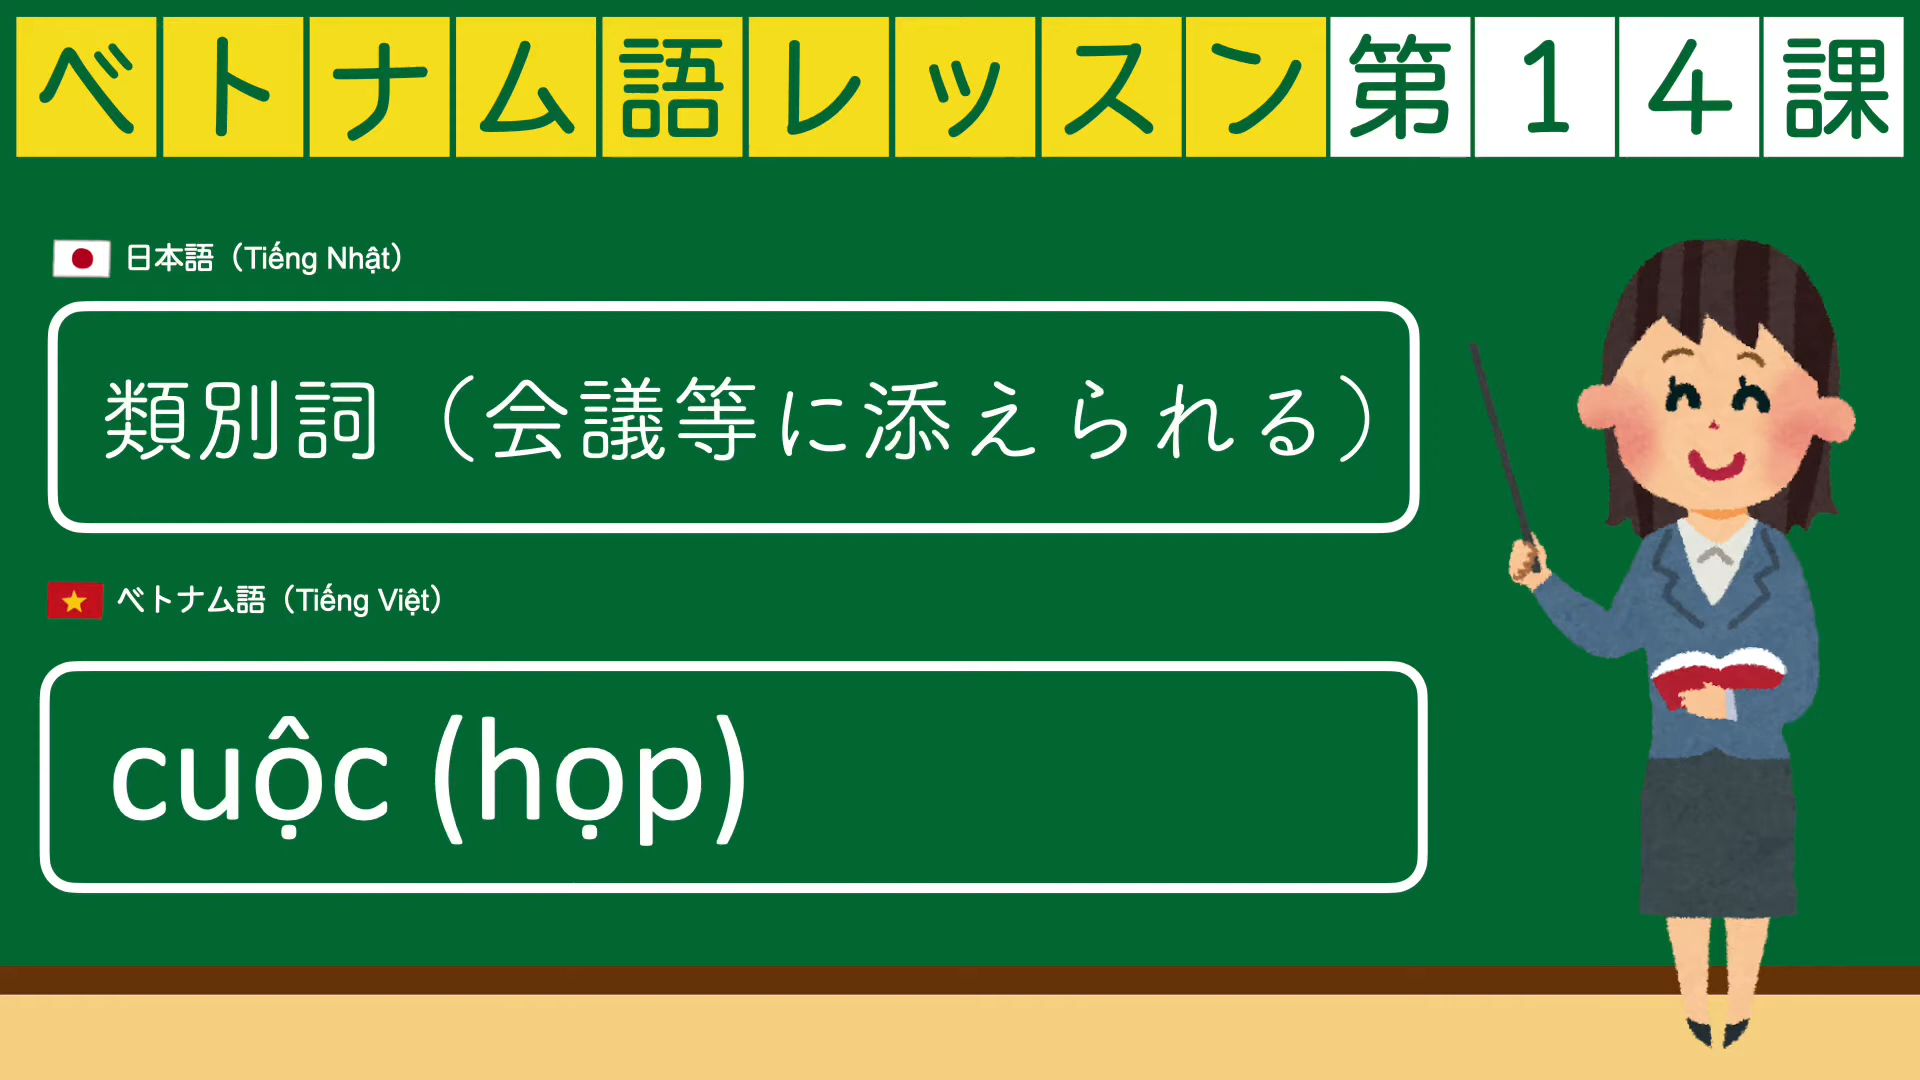 ベトナム語レッスン第14課
日本語（Tiếng Nhật）
類別詞（会議等に添えられる）
ベトナム語（Tiếng Việt）
cuộc (họp)